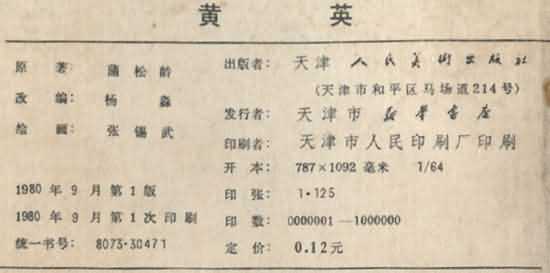 黄 英
原 著: 蒲松龄
改 编: 杨 淼
绘 画: 张锡武
1980 年 9 月 第 1 版
1980 年 9 月 第 1 次 印 刷
统一书号: 8073·30471
出版者: 天津人民美術出版社
(天津市和平区马场道214号)
发行者: 天津市新华书店
印刷者: 天津市人民印刷厂印刷
开 本: 787×1092 毫米 1/64
印 张: 1·125
印 数: 0000001—1000000
定 价: 0.12元